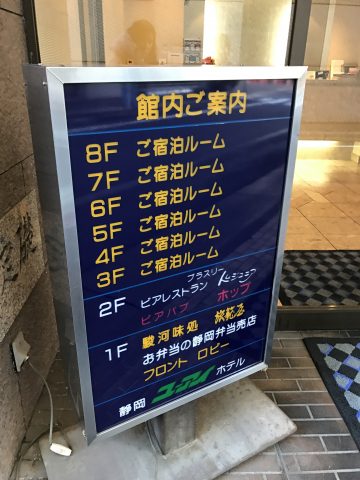 館内ご案内
8F ご宿泊ルーム
7F ご宿泊ルーム
6F ご宿泊ルーム
5F ご宿泊ルーム
4F ご宿泊ルーム
3F ご宿泊ルーム
ブラスリー
2F ビアレストラン
ビアパブ ホップ
1F 駿河味処
お弁当の静岡弁当売店
フロント ロビー
静岡 ユーアイ ホテル